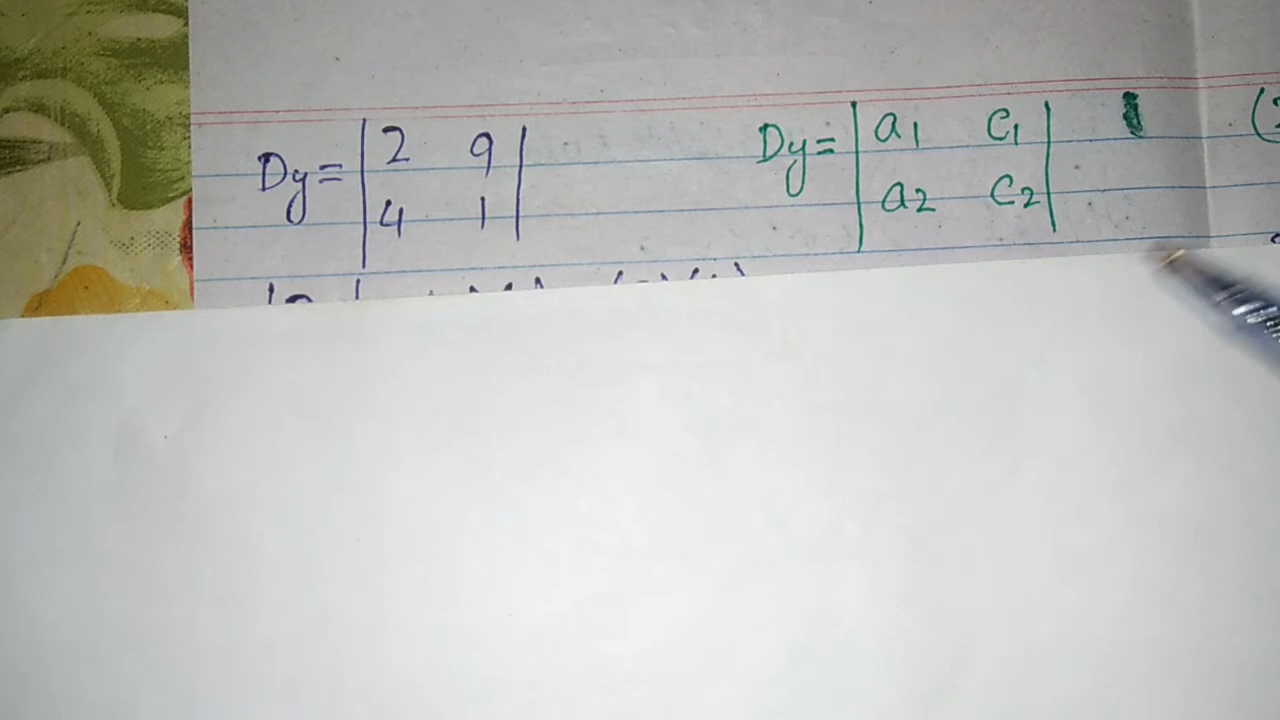 Dy = | 2 9 | Dy = | a1 c1 |
| 4 1 | | a2 c2 |